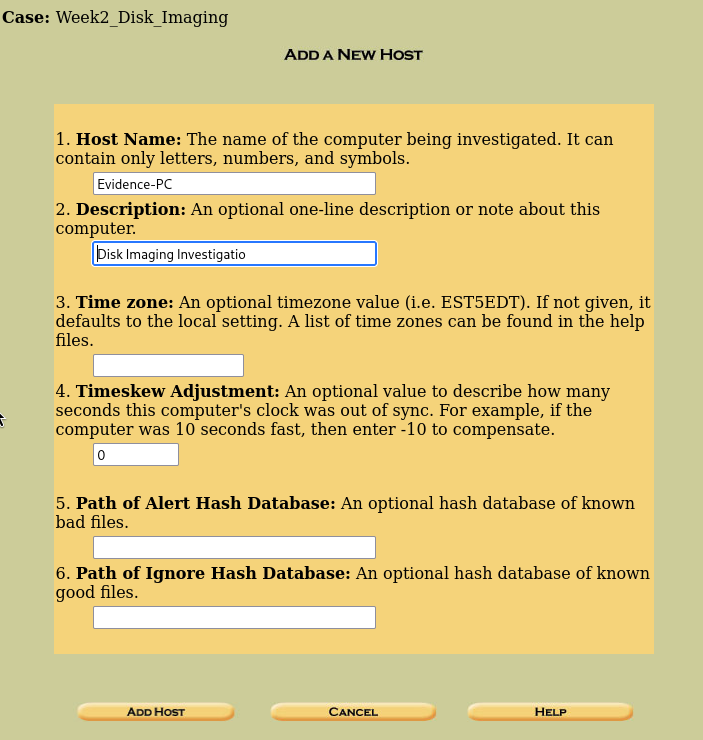 Case: Week2_Disk_Imaging
ADD A NEW HOST
1. Host Name: The name of the computer being investigated. It can
contain only letters, numbers, and symbols.
Evidence-PC
2. Description: An optional one-line description or note about this
computer.
Disk Imaging Investigatio
3. Time zone: An optional timezone value (i.e. EST5EDT). If not given, it
defaults to the local setting. A list of time zones can be found in the help
files.
4. Timeskew Adjustment: An optional value to describe how many
seconds this computer's clock was out of sync. For example, if the
computer was 10 seconds fast, then enter -10 to compensate.
0
5. Path of Alert Hash Database: An optional hash database of known
bad files.
6. Path of Ignore Hash Database: An optional hash database of known
good files.
ADD HOST CANCEL HELP